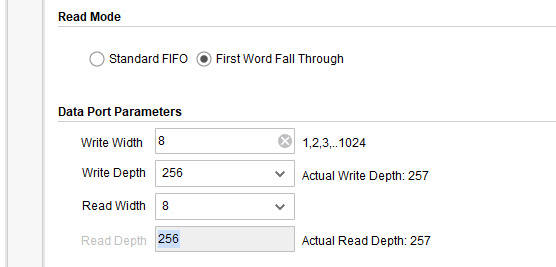 Read Mode
Standard FIFO First Word Fall Through
Data Port Parameters
Write Width 8 1,2,3,..1024
Write Depth 256 Actual Write Depth: 257
Read Width 8
Read Depth 256 Actual Read Depth: 257